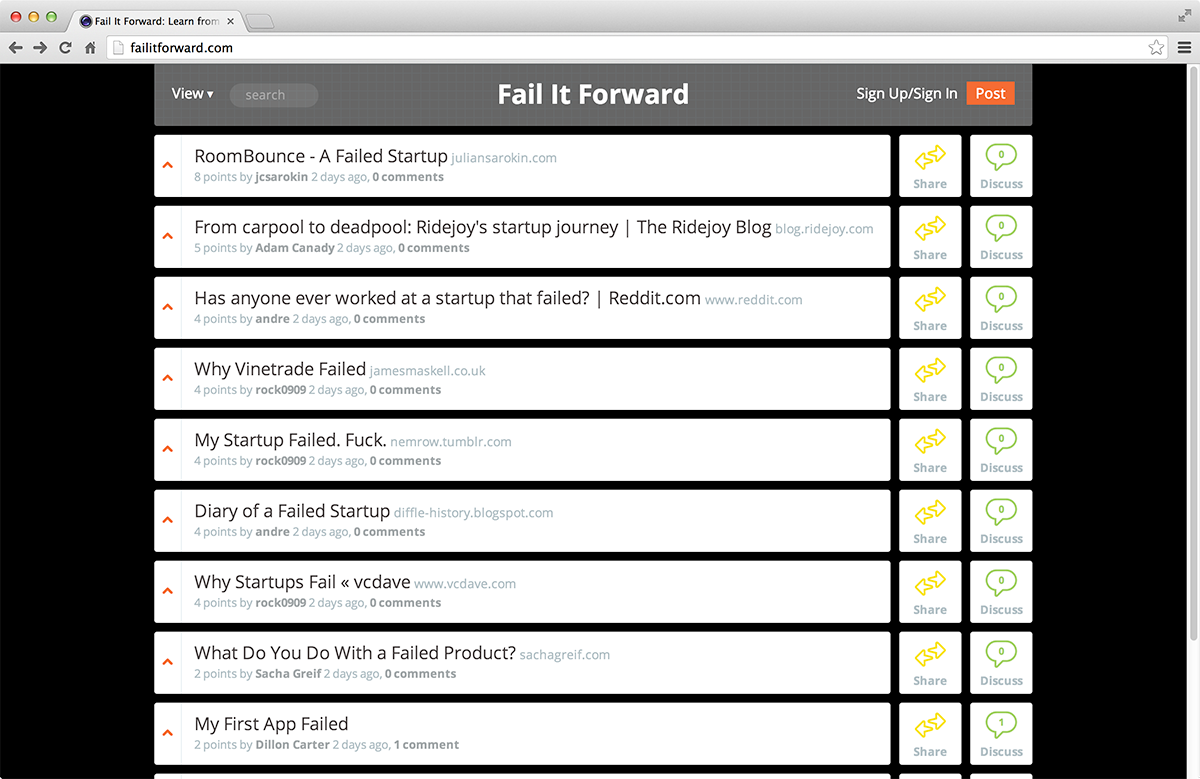 Fail It Forward: Learn from
failitforward.com
View ▾ search Fail It Forward Sign Up/Sign In Post
RoomBounce - A Failed Startup juliansarokin.com
8 points by jcsarokin 2 days ago, 0 comments
Share
0
Discuss
From carpool to deadpool: Ridejoy's startup journey | The Ridejoy Blog blog.ridejoy.com
5 points by Adam Canady 2 days ago, 0 comments
Share
0
Discuss
Has anyone ever worked at a startup that failed? | Reddit.com www.reddit.com
4 points by andre 2 days ago, 0 comments
Share
0
Discuss
Why Vinetrade Failed jamesmaskell.co.uk
4 points by rock0909 2 days ago, 0 comments
Share
0
Discuss
My Startup Failed. Fuck. nemrow.tumblr.com
4 points by rock0909 2 days ago, 0 comments
Share
0
Discuss
Diary of a Failed Startup diffle-history.blogspot.com
4 points by andre 2 days ago, 0 comments
Share
0
Discuss
Why Startups Fail « vcdave www.vcdave.com
4 points by rock0909 2 days ago, 0 comments
Share
0
Discuss
What Do You Do With a Failed Product? sachagreif.com
2 points by Sacha Greif 2 days ago, 0 comments
Share
0
Discuss
My First App Failed
2 points by Dillon Carter 2 days ago, 1 comment
Share
1
Discuss